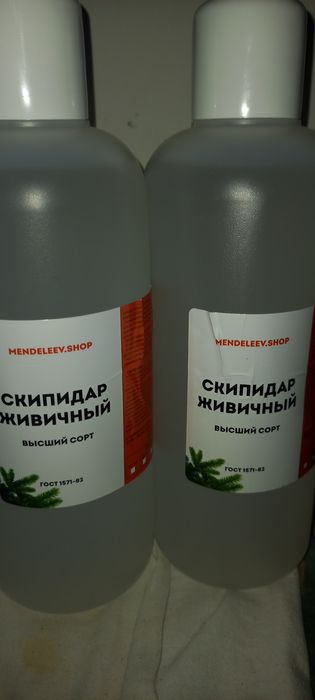 MENDELEEV.SHOP
СКИПИДАР
ЖИВИЧНЫЙ
ВЫСШИЙ СОРТ
ГОСТ 1571-82
MENDELEEV.SHOP
СКИПИДАР
ЖИВИЧНЫЙ
ВЫСШИЙ СОРТ
ГОСТ 1571-82